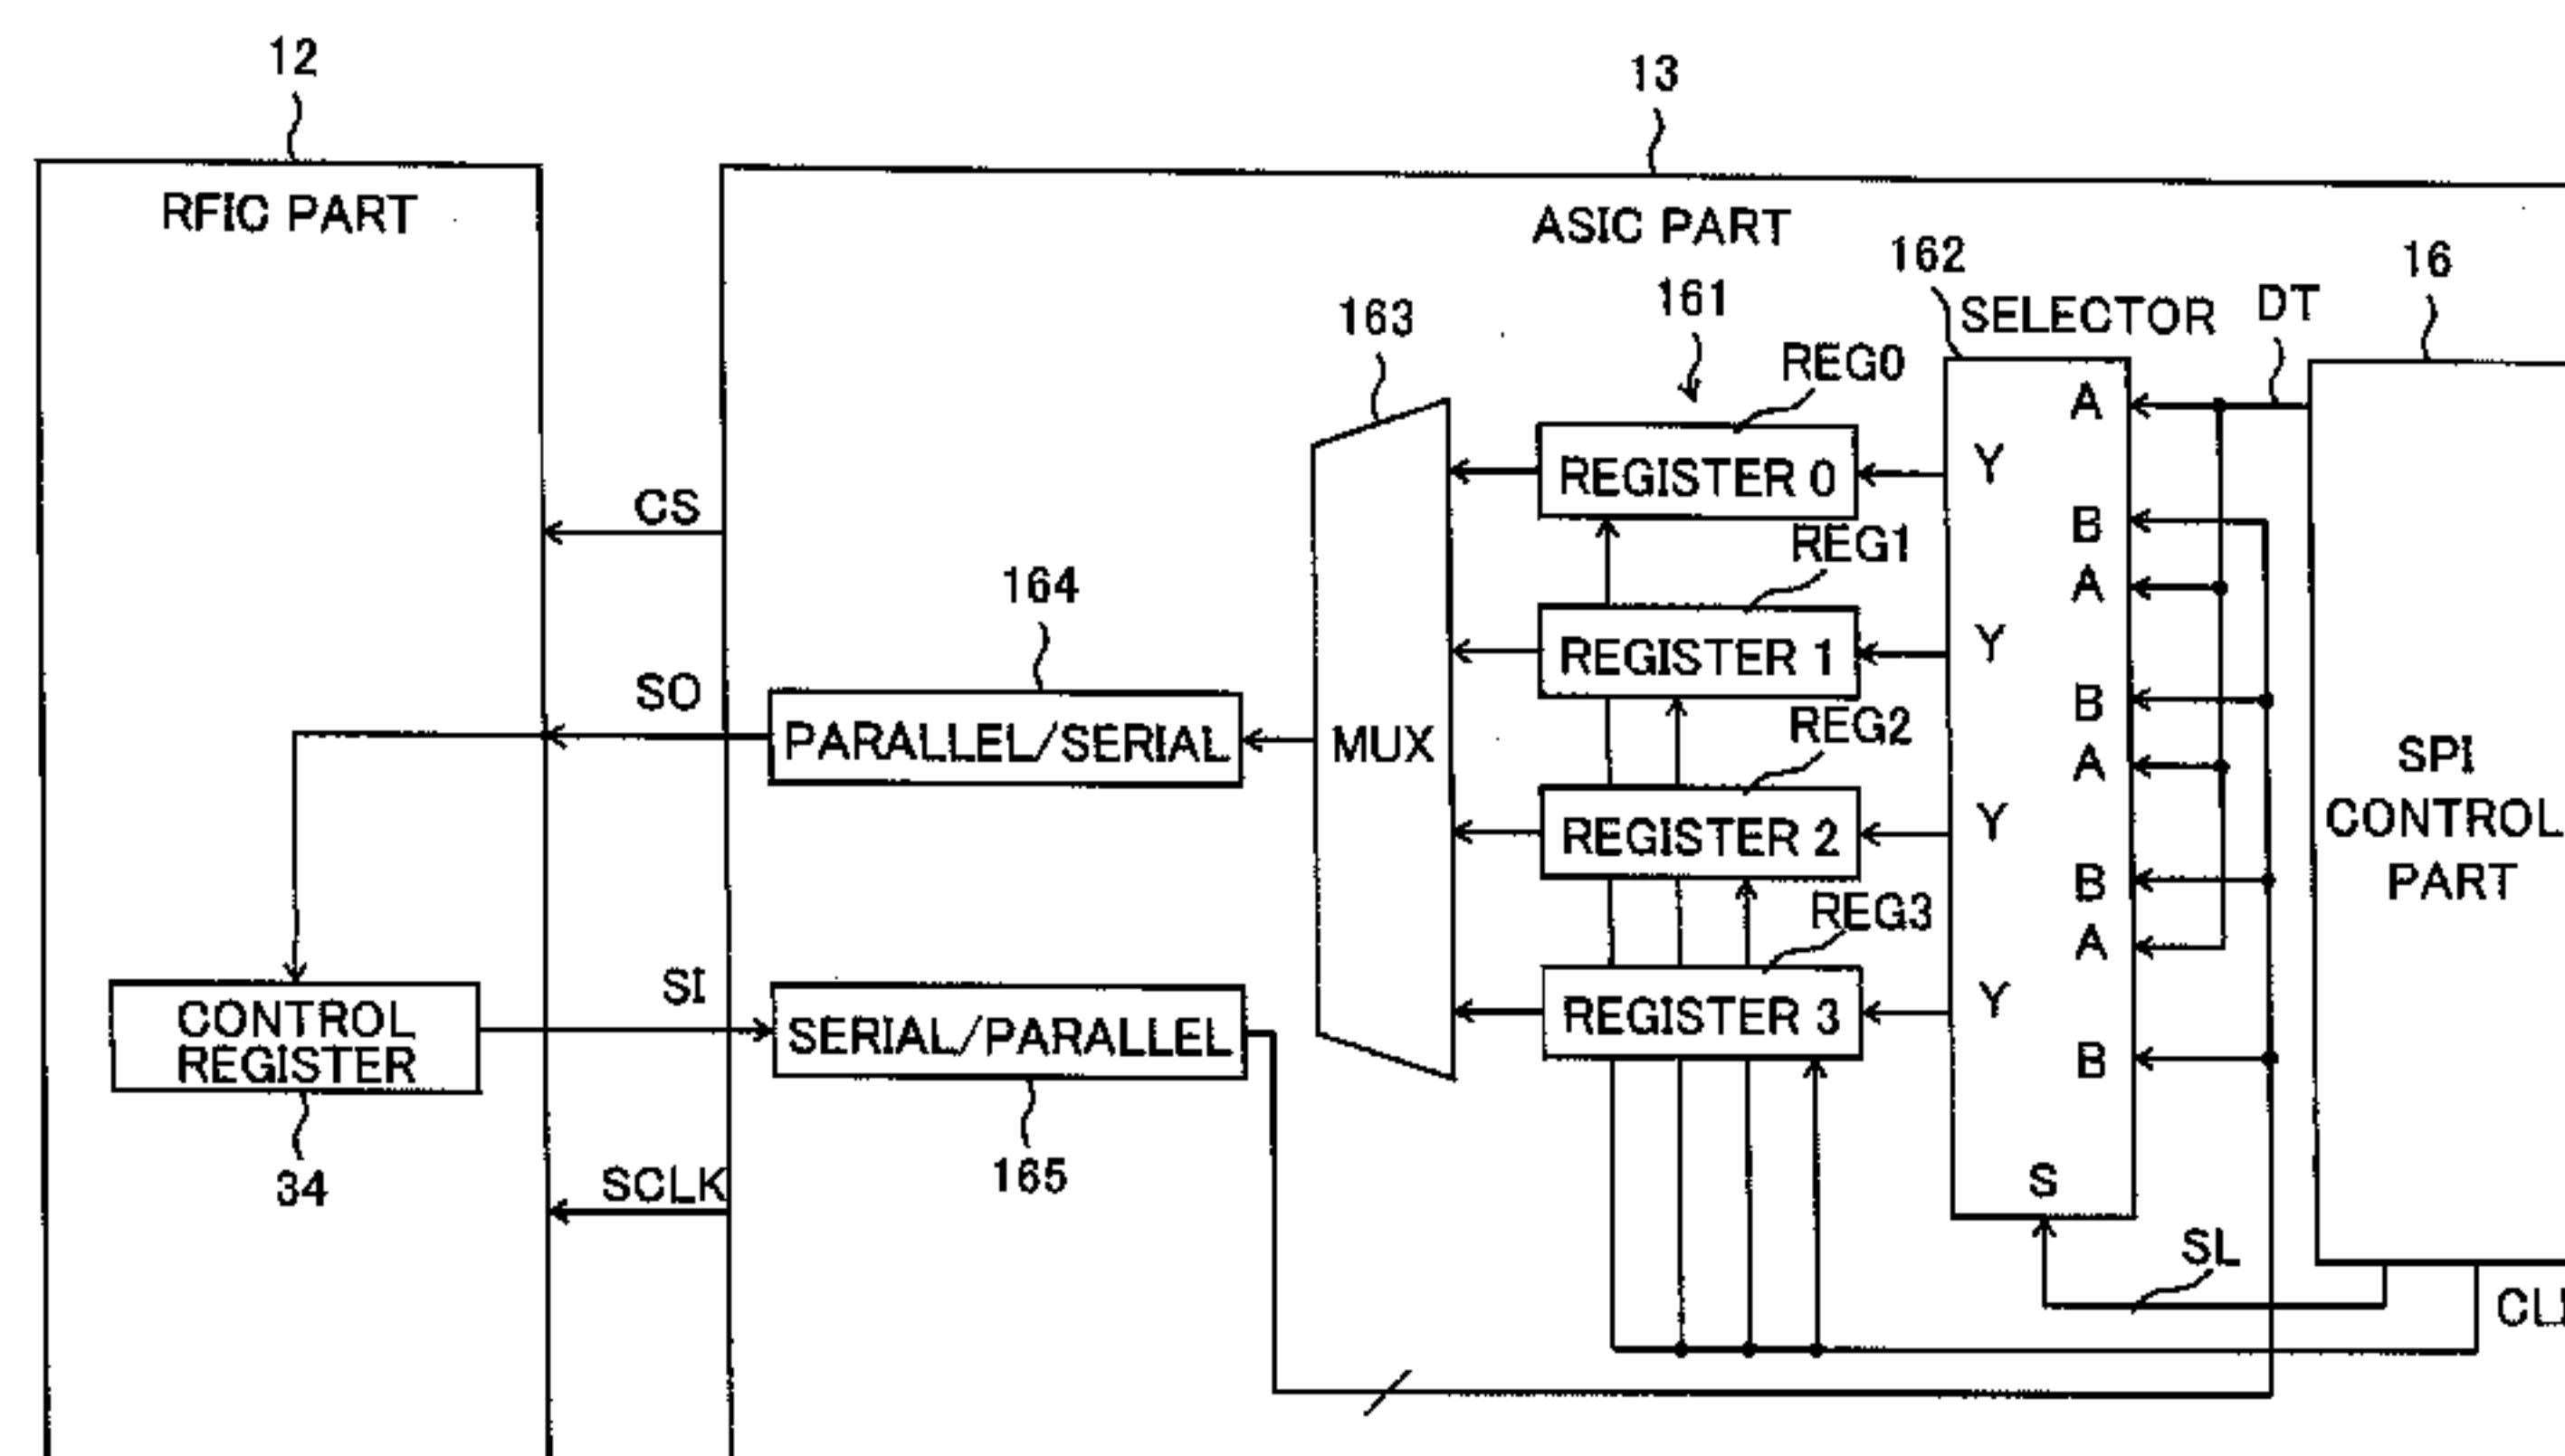 12
13
RFIC PART
ASIC PART
162
16
163
161
SELECTOR
DT
REG0
A
REGISTER 0
Y
CS
REG1
B
164
A
REGISTER 1
Y
SO
REG2
B
PARALLEL/SERIAL
MUX
A
SPI
CONTROL
PART
REGISTER 2
Y
B
REG3
A
SI
CONTROL
REGISTER
SERIAL/PARALLEL
REGISTER 3
Y
B
34
165
SCLK
S
SL